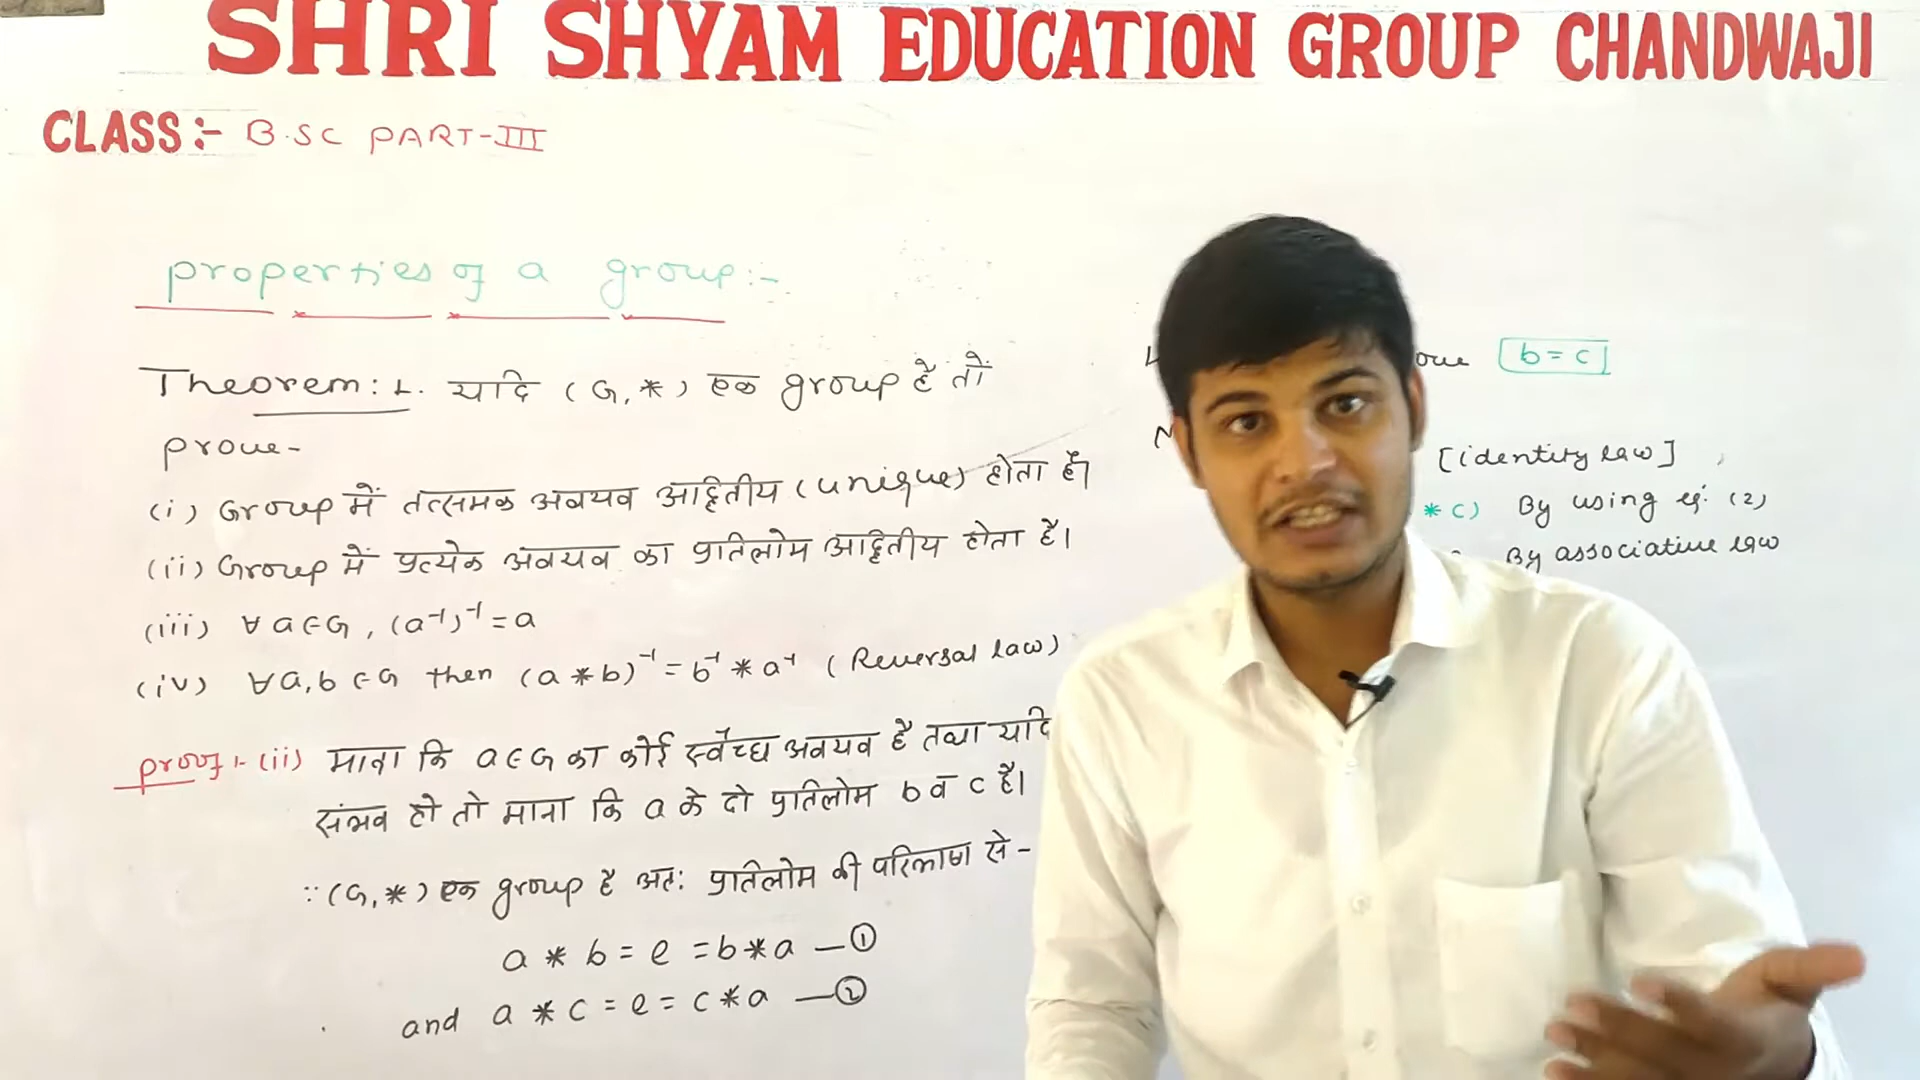 SHRI SHYAM EDUCATION GROUP CHANDWAJI
CLASS:- B.SC PART-III
properties of a group:-
Theorem:1. यदि (G,*) एक group है तो
prove-
(i) Group में तत्समक अवयव आद्वितीय (unique) होता है।
(ii) Group में प्रत्येक अवयव का प्रतिलोम आद्वितीय होता है।
(iii) ∀ a∈G, (a⁻¹)⁻¹ = a
(iv) ∀a,b∈G then (a * b)⁻¹ = b⁻¹ * a⁻¹ (Reversal law)
proof:- (ii) माना कि a∈G का कोई स्वेच्छ अवयव है तथा यदि
संभव हो तो माना कि a के दो प्रतिलोम b व c है।
∵ (G,*) एक group है अतः प्रतिलोम की परिभाषा से -
a * b = e = b * a —①
and a * c = e = c * a —②
b = c
[identity law]
* c) By using eq. (2)
By associative law